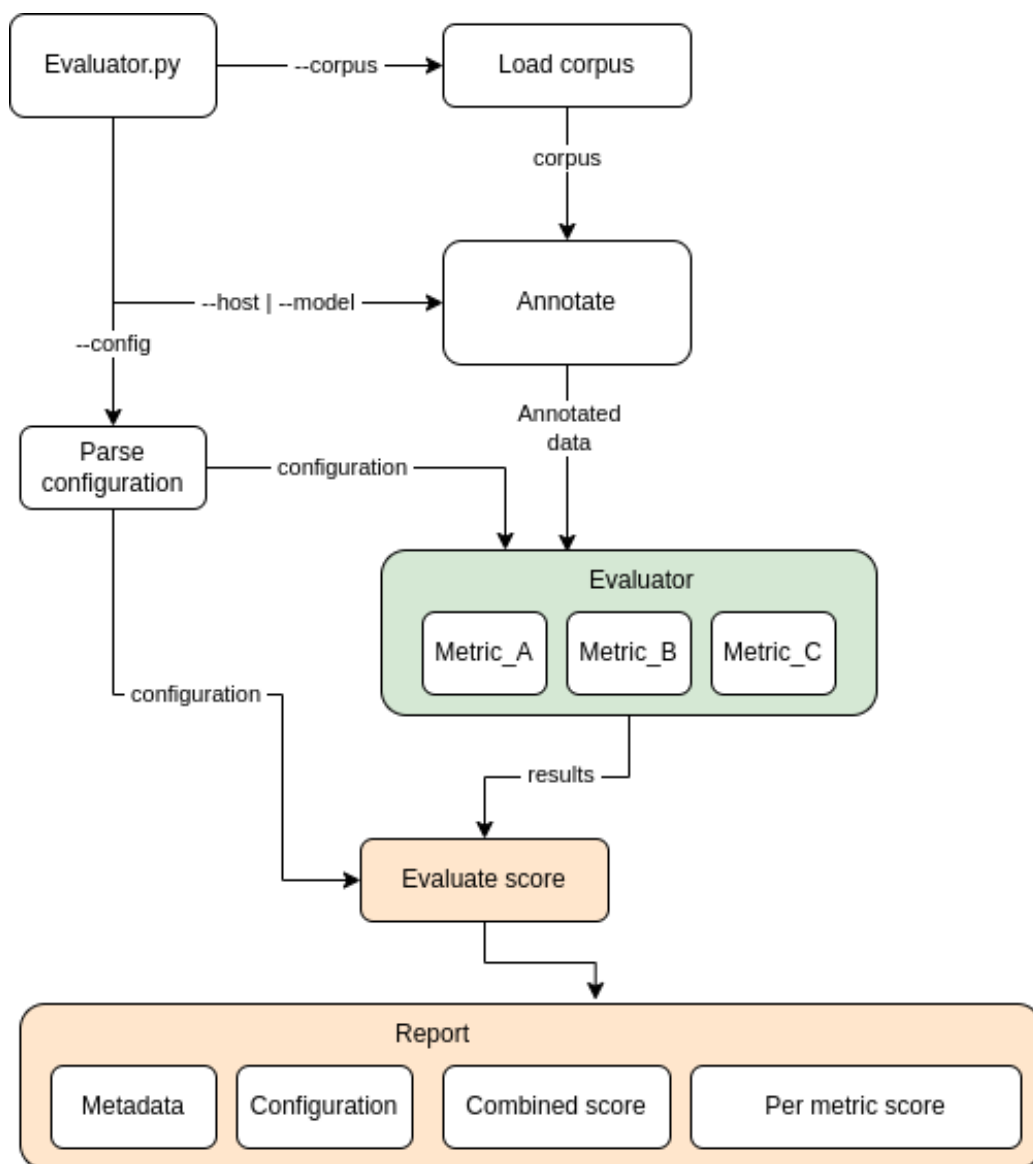 Evaluator.py
--corpus
Load corpus
corpus
--host | --model
Annotate
--config
Annotated
data
Parse
configuration
configuration
Evaluator
Metric_A
Metric_B
Metric_C
configuration
results
Evaluate score
Report
Metadata
Configuration
Combined score
Per metric score